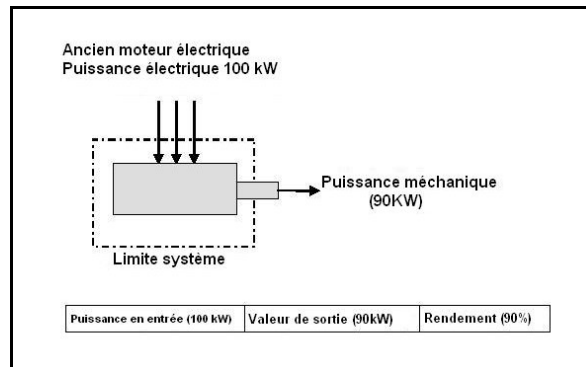 Ancien moteur électrique
Puissance électrique 100 kW
Puissance méchanique
(90KW)
Limite système
Puissance en entrée (100 kW) Valeur de sortie (90kW) Rendement (90%)